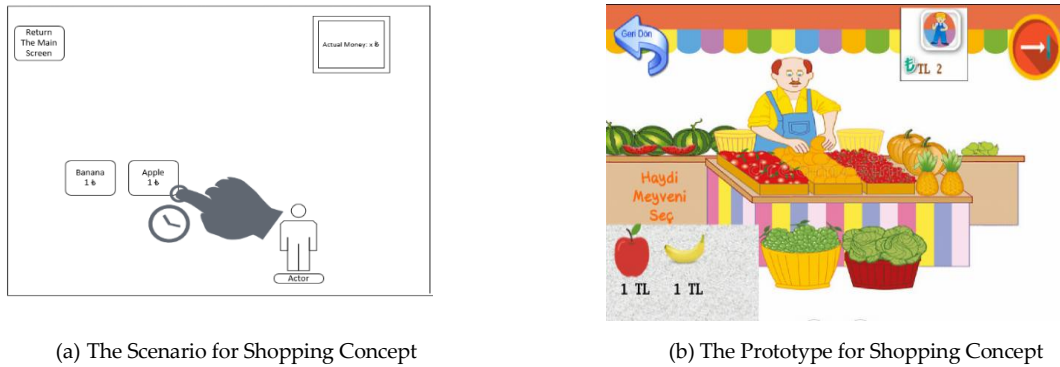 Return
The Main
Screen
Actual Money: x ₺
Banana
1 ₺
Apple
1 ₺
Actor
(a) The Scenario for Shopping Concept
Geri Dön
₺ TL 2
Haydi
Meyveni
Seç
1 TL 1 TL
(b) The Prototype for Shopping Concept